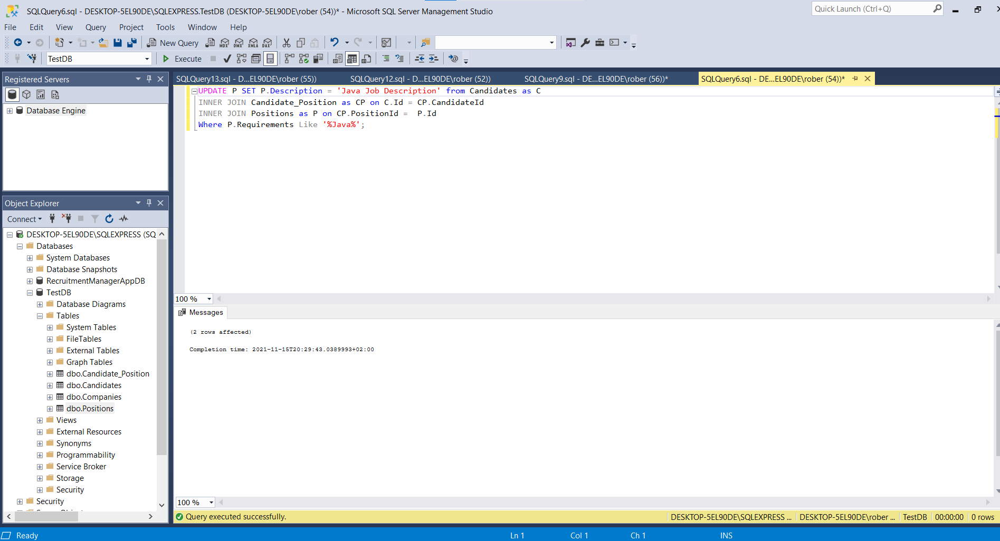 SQLQuery6.sql - DESKTOP-5EL90DE\SQLEXPRESS.TestDB (DESKTOP-5EL90DE\rober (54))* - Microsoft SQL Server Management Studio
Quick Launch (Ctrl+Q)
File Edit View Query Project Tools Window Help
New Query MDX DMX XMLA DAX
TestDB Execute
Registered Servers
Database Engine
Object Explorer
Connect
DESKTOP-5EL90DE\SQLEXPRESS (SQ
Databases
System Databases
Database Snapshots
RecruitmentManagerAppDB
TestDB
Database Diagrams
Tables
System Tables
FileTables
External Tables
Graph Tables
dbo.Candidate_Position
dbo.Candidates
dbo.Companies
dbo.Positions
Views
External Resources
Synonyms
Programmability
Service Broker
Storage
Security
Security
SQLQuery13.sql - D...EL90DE\rober (55)) SQLQuery12.sql - D...EL90DE\rober (52)) SQLQuery9.sql - DE...EL90DE\rober (56))* SQLQuery6.sql - DE...EL90DE\rober (54))*
UPDATE P SET P.Description = 'Java Job Description' from Candidates as C
INNER JOIN Candidate_Position as CP on C.Id = CP.CandidateId
INNER JOIN Positions as P on CP.PositionId =  P.Id
Where P.Requirements Like '%Java%';
100 %
Messages
(2 rows affected)
Completion time: 2021-11-15T20:29:43.0389993+02:00
100 %
Query executed successfully. DESKTOP-5EL90DE\SQLEXPRESS ... DESKTOP-5EL90DE\rober ... TestDB 00:00:00 0 rows
Ready Ln 1 Col 1 Ch 1 INS